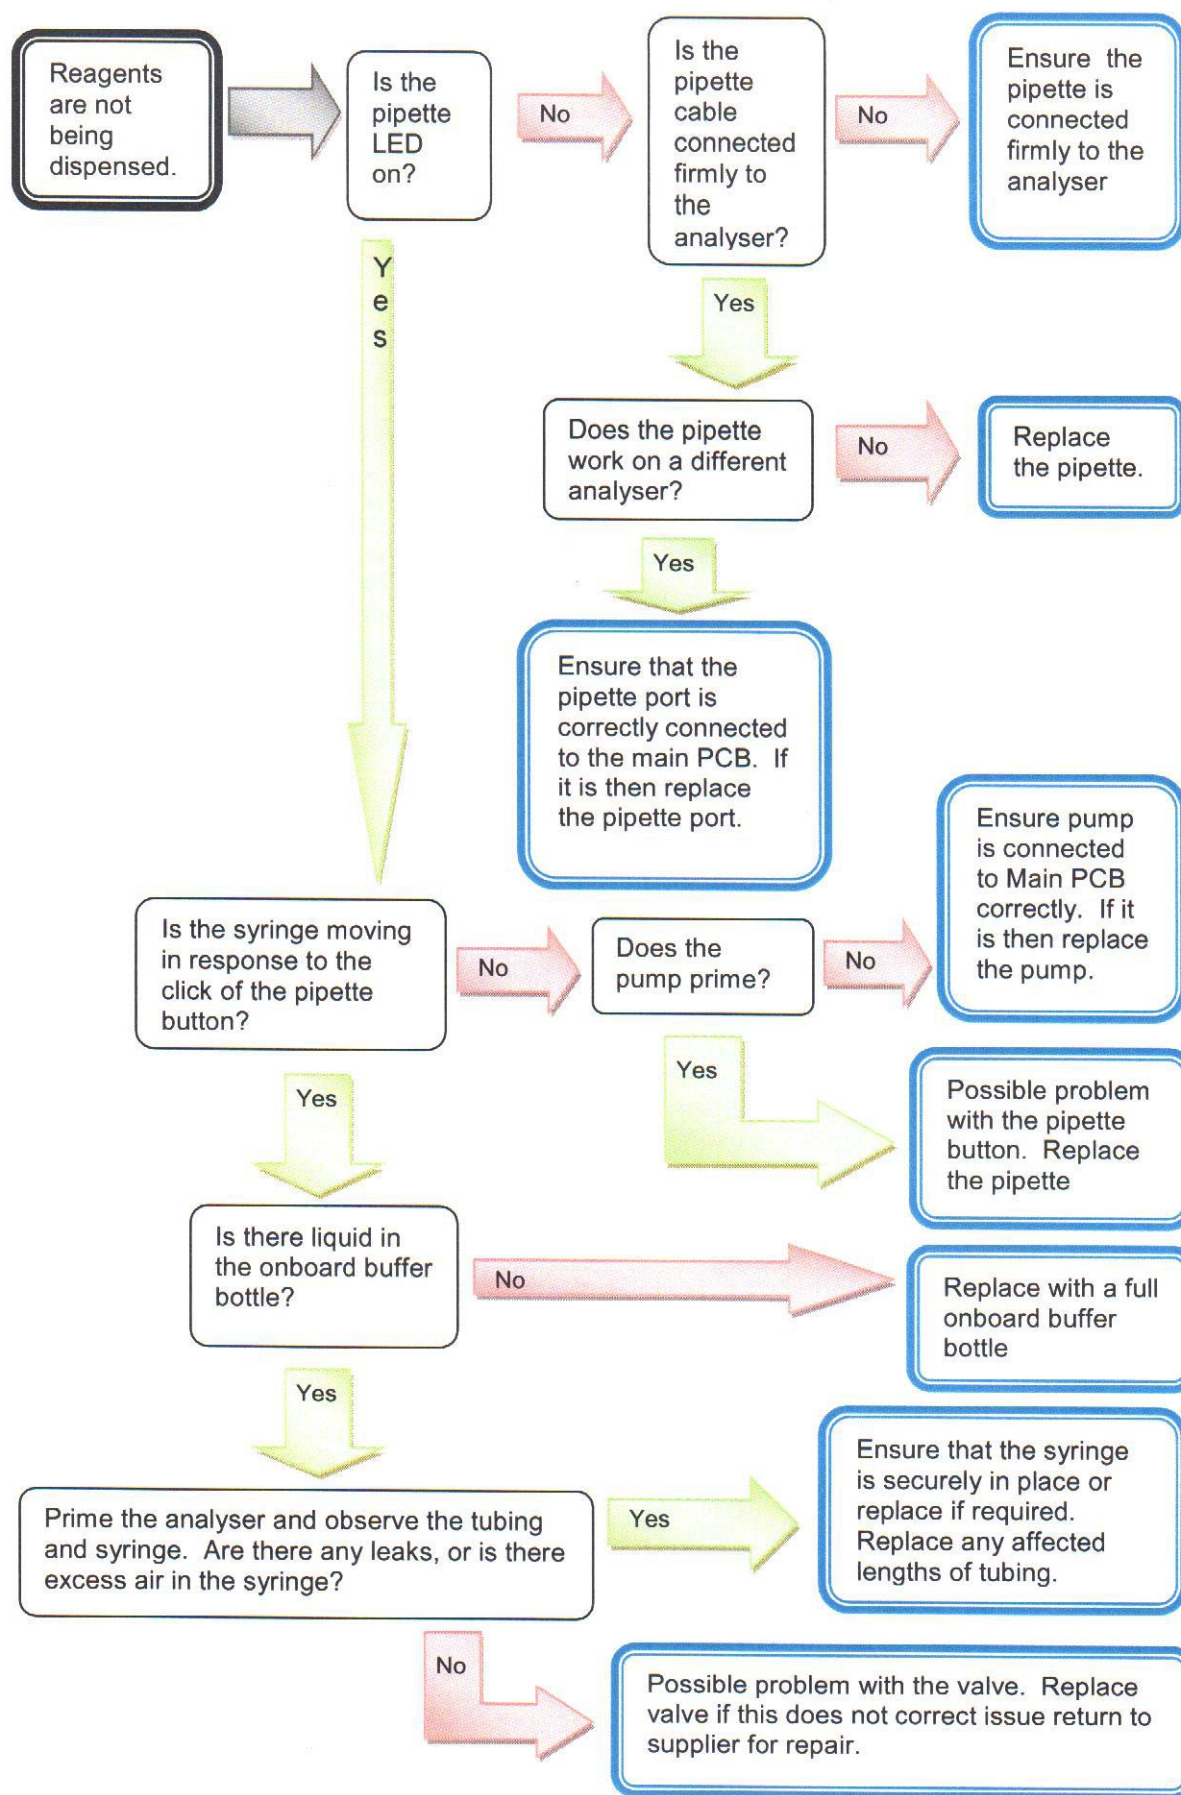 Reagents
are not
being
dispensed.
Is the
pipette
LED
on?
No
Is the
pipette
cable
connected
firmly to
the
analyser?
No
Ensure the
pipette is
connected
firmly to the
analyser
Yes
Yes
Does the pipette
work on a different
analyser?
No
Replace
the pipette.
Yes
Ensure that the
pipette port is
correctly connected
to the main PCB. If
it is then replace
the pipette port.
Is the syringe moving
in response to the
click of the pipette
button?
No
Does the
pump prime?
No
Ensure pump
is connected
to Main PCB
correctly. If it
is then replace
the pump.
Yes
Possible problem
with the pipette
button. Replace
the pipette
Yes
Is there liquid in
the onboard buffer
bottle?
No
Replace with a full
onboard buffer
bottle
Yes
Prime the analyser and observe the tubing
and syringe. Are there any leaks, or is there
excess air in the syringe?
Yes
Ensure that the syringe
is securely in place or
replace if required.
Replace any affected
lengths of tubing.
No
Possible problem with the valve. Replace
valve if this does not correct issue return to
supplier for repair.